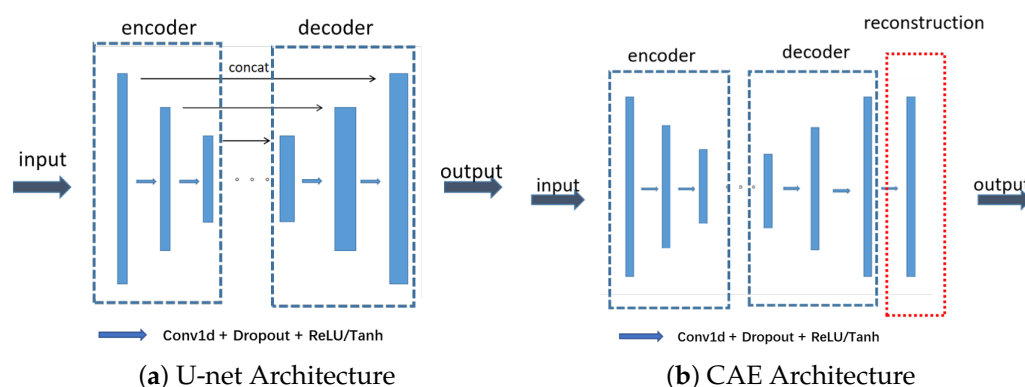 encoder
decoder
concat
input
output
Conv1d + Dropout + ReLU/Tanh
(a) U-net Architecture
reconstruction
encoder
decoder
input
output
Conv1d + Dropout + ReLU/Tanh
(b) CAE Architecture